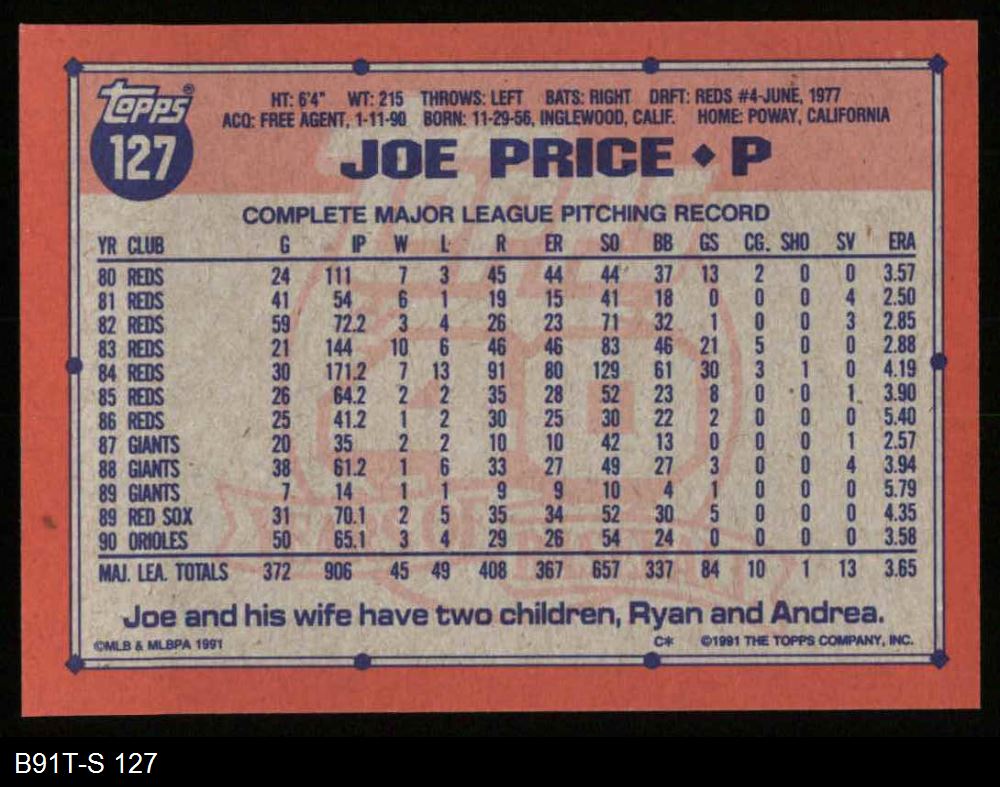 TOPPS®
127
HT: 6'4" WT: 215 THROWS: LEFT BATS: RIGHT DRFT: REDS #4-JUNE, 1977
ACQ: FREE AGENT, 1-11-90 BORN: 11-29-56, INGLEWOOD, CALIF. HOME: POWAY, CALIFORNIA
JOE PRICE ◆ P
COMPLETE MAJOR LEAGUE PITCHING RECORD
YR CLUB G IP W L R ER SO BB GS CG. SHO SV ERA
80 REDS 24 111 7 3 45 44 44 37 13 2 0 0 3.57
81 REDS 41 54 6 1 19 15 41 18 0 0 0 4 2.50
82 REDS 59 72.2 3 4 26 23 71 32 1 0 0 3 2.85
83 REDS 21 144 10 6 46 46 83 46 21 5 0 0 2.88
84 REDS 30 171.2 7 13 91 80 129 61 30 3 1 0 4.19
85 REDS 26 64.2 2 2 35 28 52 23 8 0 0 1 3.90
86 REDS 25 41.2 1 2 30 25 30 22 2 0 0 0 5.40
87 GIANTS 20 35 2 2 10 10 42 13 0 0 0 1 2.57
88 GIANTS 38 61.2 1 6 33 27 49 27 3 0 0 4 3.94
89 GIANTS 7 14 1 1 9 9 10 4 1 0 0 0 5.79
89 RED SOX 31 70.1 2 5 35 34 52 30 5 0 0 0 4.35
90 ORIOLES 50 65.1 3 4 29 26 54 24 0 0 0 0 3.58
MAJ. LEA. TOTALS 372 906 45 49 408 367 657 337 84 10 1 13 3.65
Joe and his wife have two children, Ryan and Andrea.
©MLB & MLBPA 1991 C* ©1991 THE TOPPS COMPANY, INC.
B91T-S 127